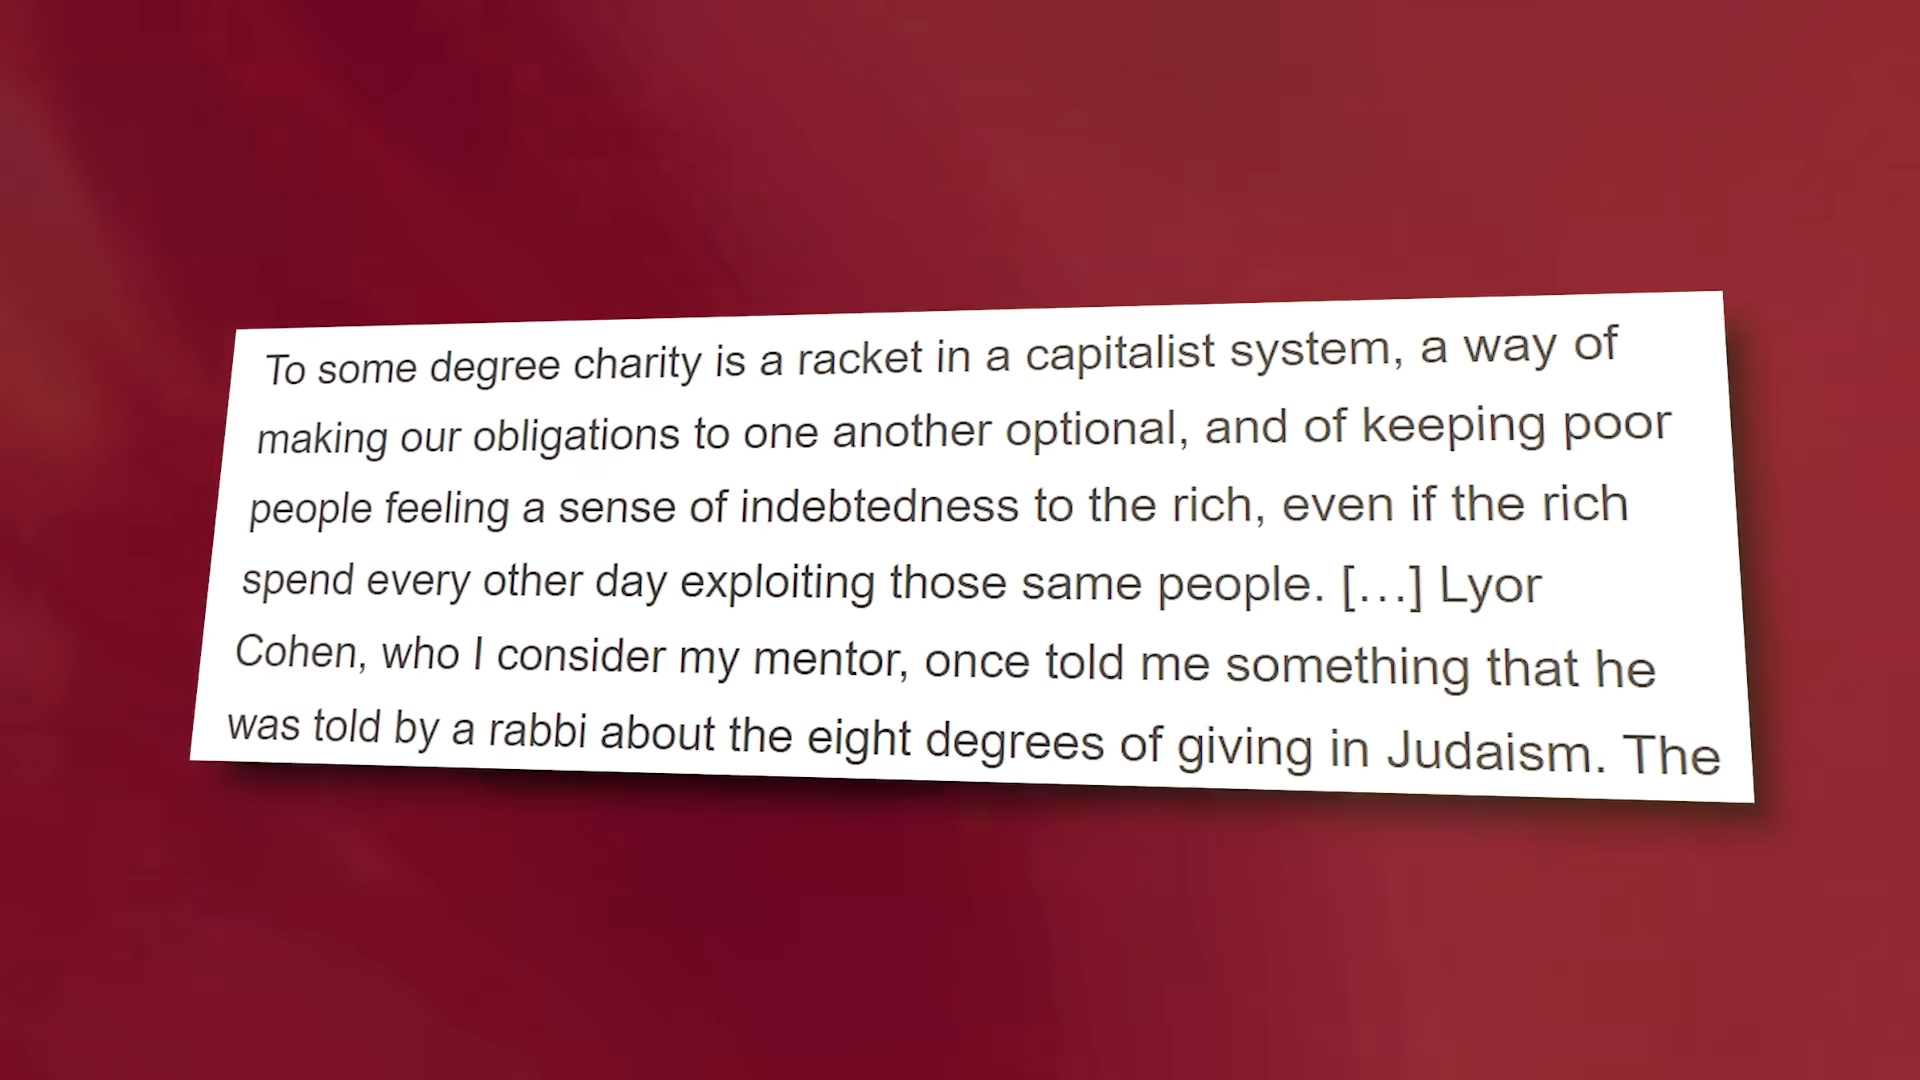 To some degree charity is a racket in a capitalist system, a way of
making our obligations to one another optional, and of keeping poor
people feeling a sense of indebtedness to the rich, even if the rich
spend every other day exploiting those same people. […] Lyor
Cohen, who I consider my mentor, once told me something that he
was told by a rabbi about the eight degrees of giving in Judaism. The